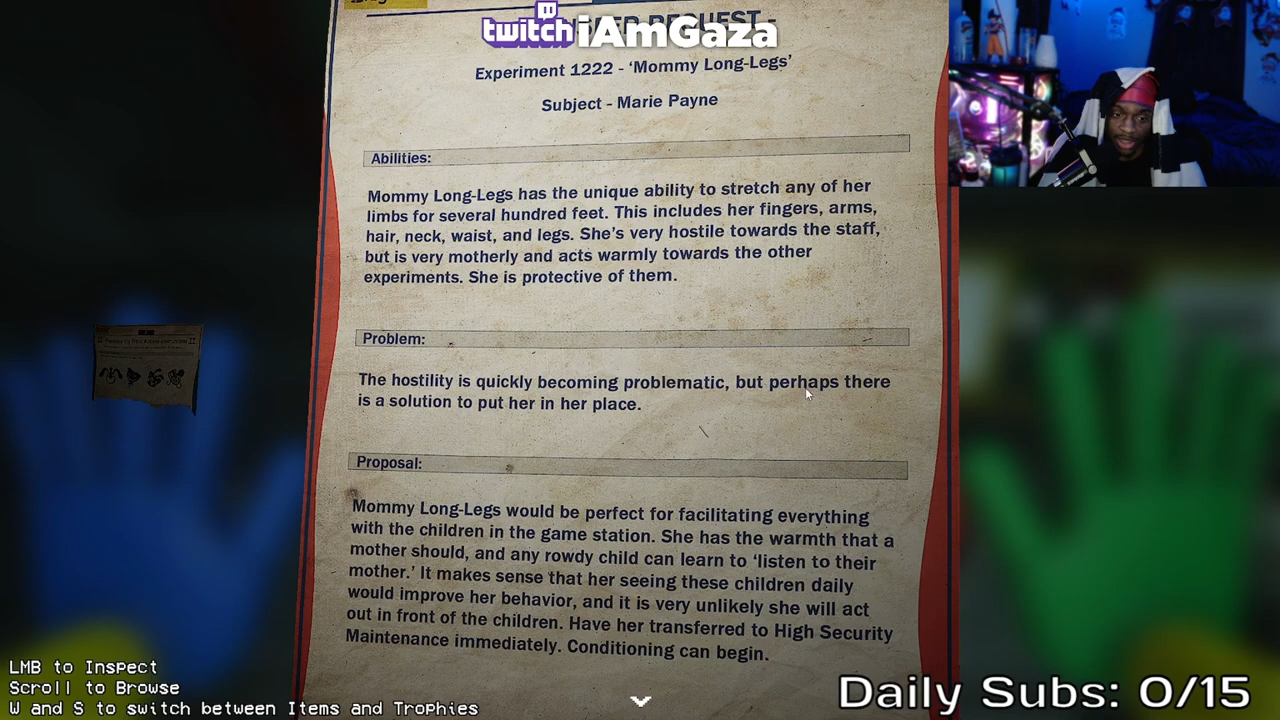 twitch iAmGaza
REQUEST -
Experiment 1222 - ‘Mommy Long-Legs’
Subject - Marie Payne
Abilities:
Mommy Long-Legs has the unique ability to stretch any of her
limbs for several hundred feet. This includes her fingers, arms,
hair, neck, waist, and legs. She’s very hostile towards the staff,
but is very motherly and acts warmly towards the other
experiments. She is protective of them.
Problem:
The hostility is quickly becoming problematic, but perhaps there
is a solution to put her in her place.
Proposal:
Mommy Long-Legs would be perfect for facilitating everything
with the children in the game station. She has the warmth that a
mother should, and any rowdy child can learn to ‘listen to their
mother.’ It makes sense that her seeing these children daily
would improve her behavior, and it is very unlikely she will act
out in front of the children. Have her transferred to High Security
Maintenance immediately. Conditioning can begin.
LMB to Inspect
Scroll to Browse
W and S to switch between Items and Trophies
Daily Subs: 0/15